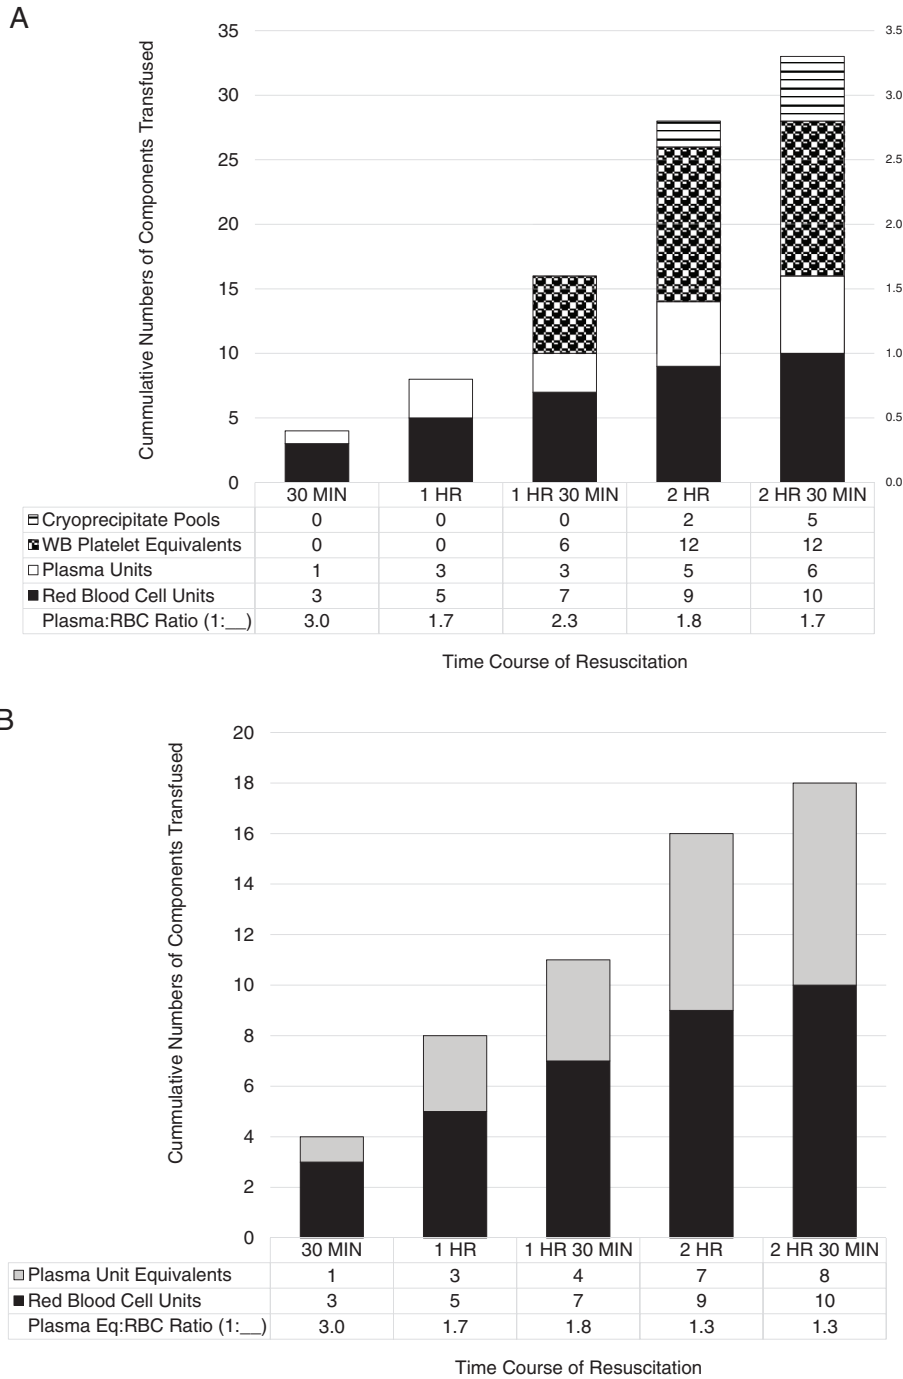 A
Cummulative Numbers of Components Transfused
35
30
25
20
15
10
5
0
3.5
3.0
2.5
2.0
1.5
1.0
0.5
0.0
30 MIN 1 HR 1 HR 30 MIN 2 HR 2 HR 30 MIN
Cryoprecipitate Pools 0 0 0 2 5
WB Platelet Equivalents 0 0 6 12 12
Plasma Units 1 3 3 5 6
Red Blood Cell Units 3 5 7 9 10
Plasma:RBC Ratio (1:__) 3.0 1.7 2.3 1.8 1.7
Time Course of Resuscitation
B
Cummulative Numbers of Components Transfused
20
18
16
14
12
10
8
6
4
2
0
30 MIN 1 HR 1 HR 30 MIN 2 HR 2 HR 30 MIN
Plasma Unit Equivalents 1 3 4 7 8
Red Blood Cell Units 3 5 7 9 10
Plasma Eq:RBC Ratio (1:__) 3.0 1.7 1.8 1.3 1.3
Time Course of Resuscitation